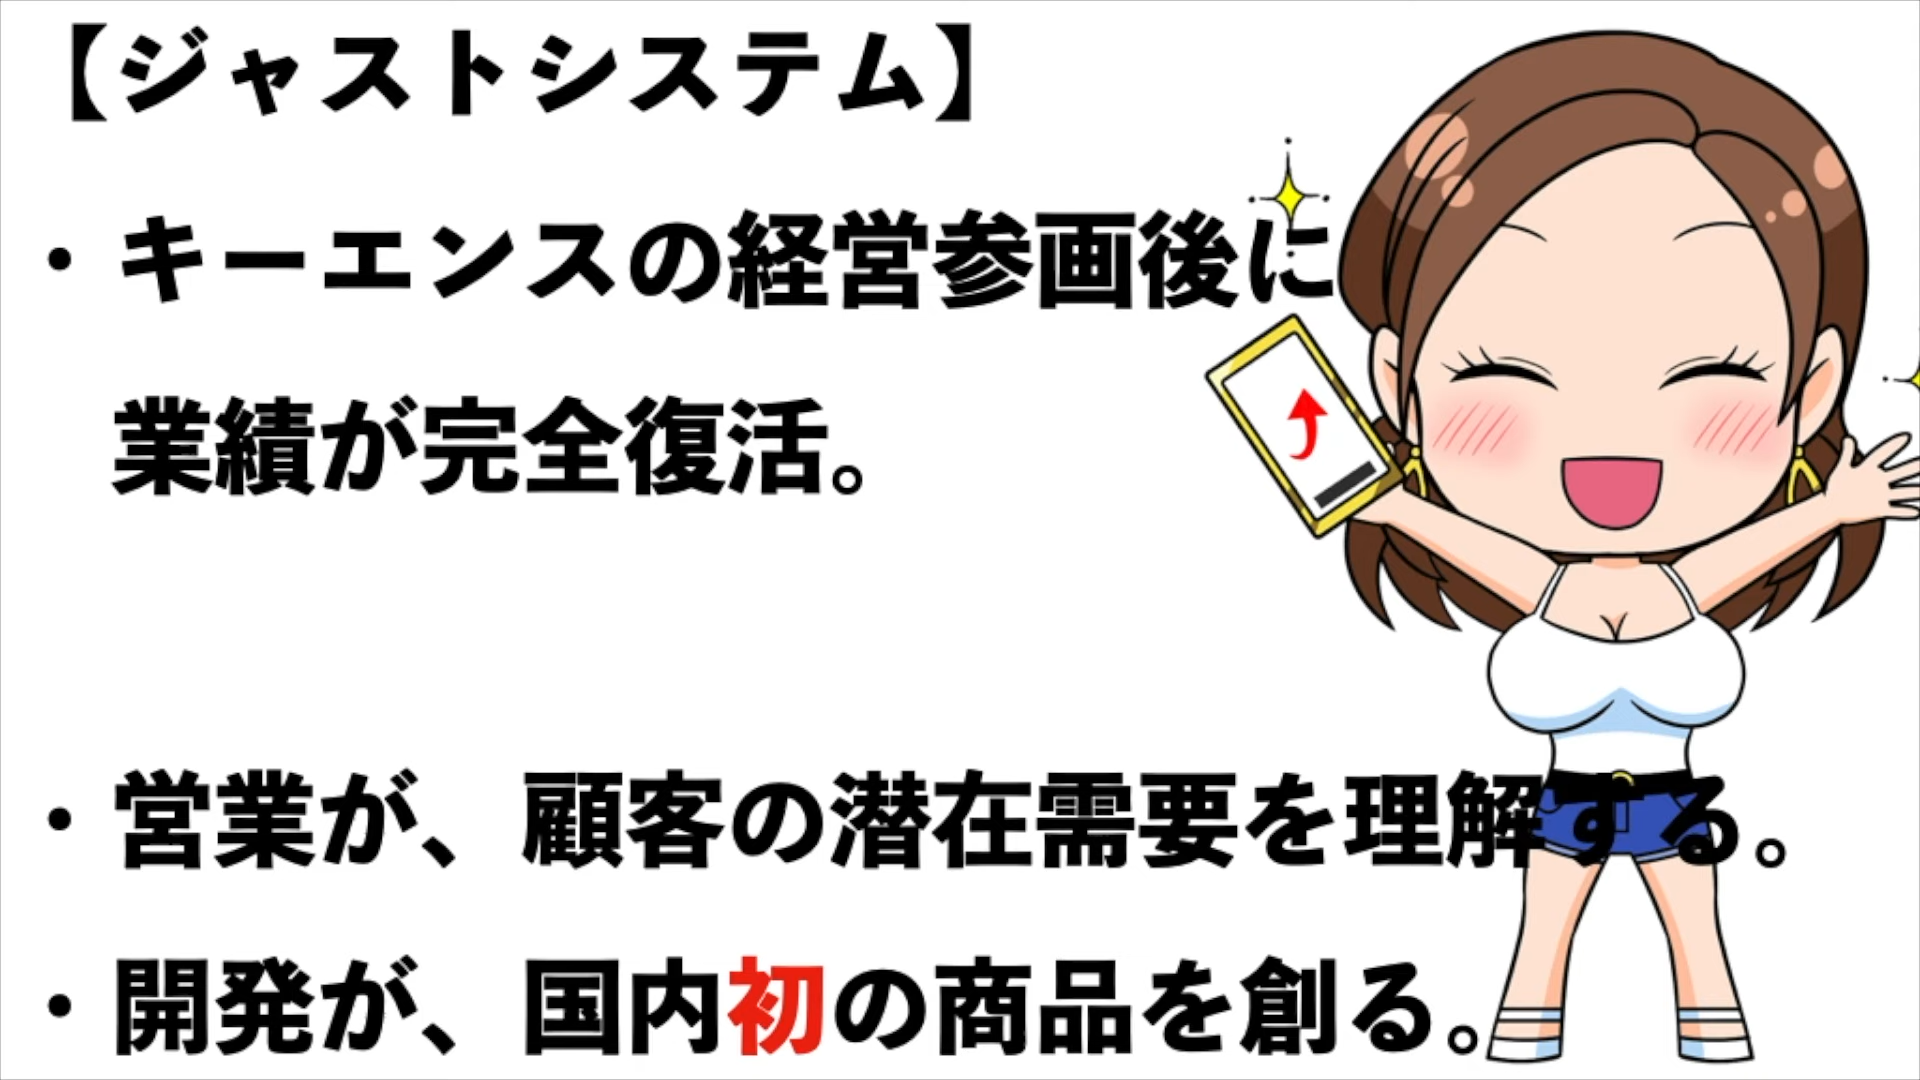 【ジャストシステム】
・キーエンスの経営参画後に
業績が完全復活。
・営業が、顧客の潜在需要を理解する。
・開発が、国内初の商品を創る。